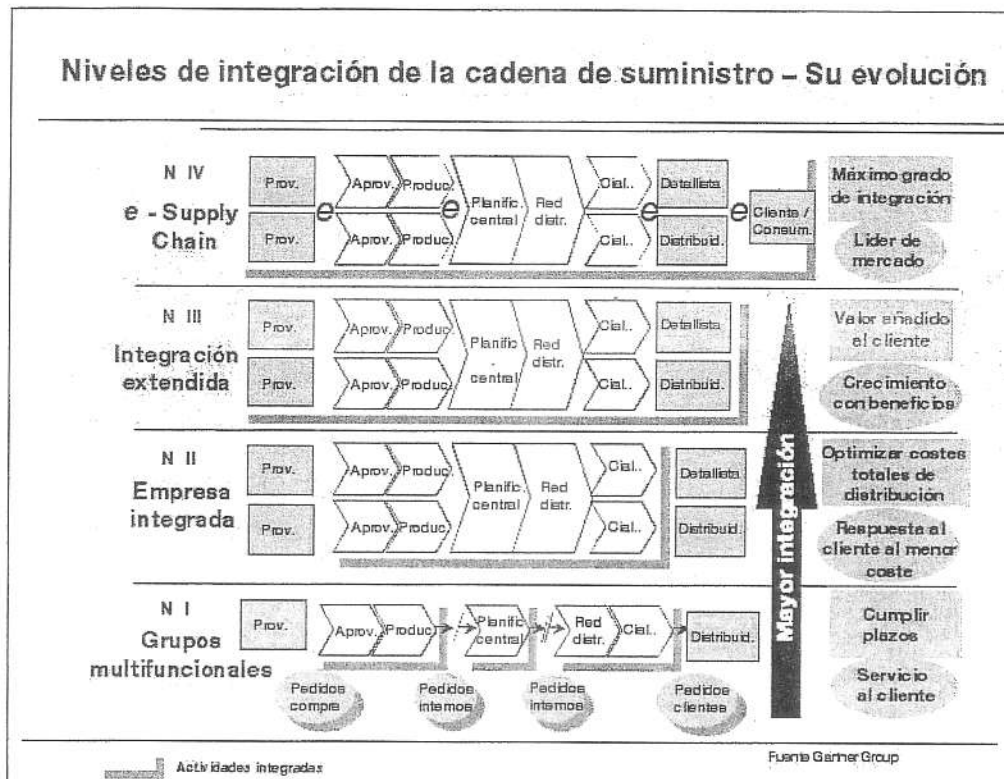 Niveles de integración de la cadena de suministro – Su evolución
N IV
e - Supply
Chain
Prov.
Prov.
e
Aprov.
Produc.
Aprov.
Produc.
e
Planific.
central
Red
distr.
Cial..
Cial..
e
Detallista
Distribuid.
e
Cliente /
Consum.
Máximo grado
de integración
Lider de
mercado
N III
Integración
extendida
Prov.
Prov.
Aprov.
Produc.
Aprov.
Produc.
Planific
-
central
Red
distr.
Cial..
Cial..
Detallista
Distribuid.
Valor añadido
al cliente
Crecimiento
con beneficios
N II
Empresa
integrada
Prov.
Prov.
Aprov.
Produc.
Aprov.
Produc.
Planific.
central
Red
distr.
Cial..
Cial..
Detallista
Distribuid.
Optimizar costes
totales de
distribución
Respuesta al
cliente al menor
coste
Mayor integración
N I
Grupos
multifuncionales
Prov.
Aprov.
Produc.
Planific
central
Red
distr.
Cial..
Distribuid.
Cumplir
plazos
Servicio
al cliente
Pedidos
compra
Pedidos
internos
Pedidos
internos
Pedidos
clientes
Actividades integradas
Fuente Gartner Group